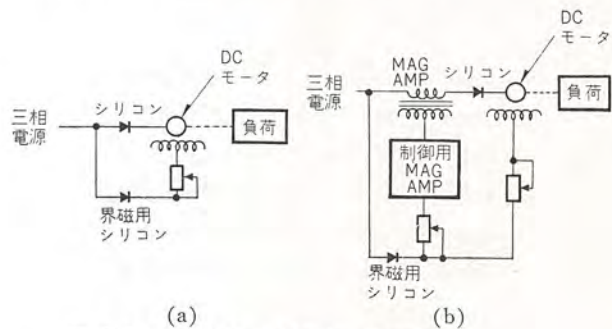 DC
モータ
シリコン
三相
電源
負荷
界磁用
シリコン
(a)
DC
モータ
MAG
AMP
シリコン
三相
電源
負荷
制御用
MAG
AMP
界磁用
シリコン
(b)